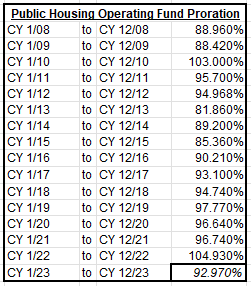 Public Housing Operating Fund Proration
CY 1/08 to CY 12/08 88.960%
CY 1/09 to CY 12/09 88.420%
CY 1/10 to CY 12/10 103.000%
CY 1/11 to CY 12/11 95.700%
CY 1/12 to CY 12/12 94.968%
CY 1/13 to CY 12/13 81.860%
CY 1/14 to CY 12/14 89.200%
CY 1/15 to CY 12/15 85.360%
CY 1/16 to CY 12/16 90.210%
CY 1/17 to CY 12/17 93.100%
CY 1/18 to CY 12/18 94.740%
CY 1/19 to CY 12/19 97.770%
CY 1/20 to CY 12/20 96.640%
CY 1/21 to CY 12/21 96.740%
CY 1/22 to CY 12/22 104.930%
CY 1/23 to CY 12/23 92.970%